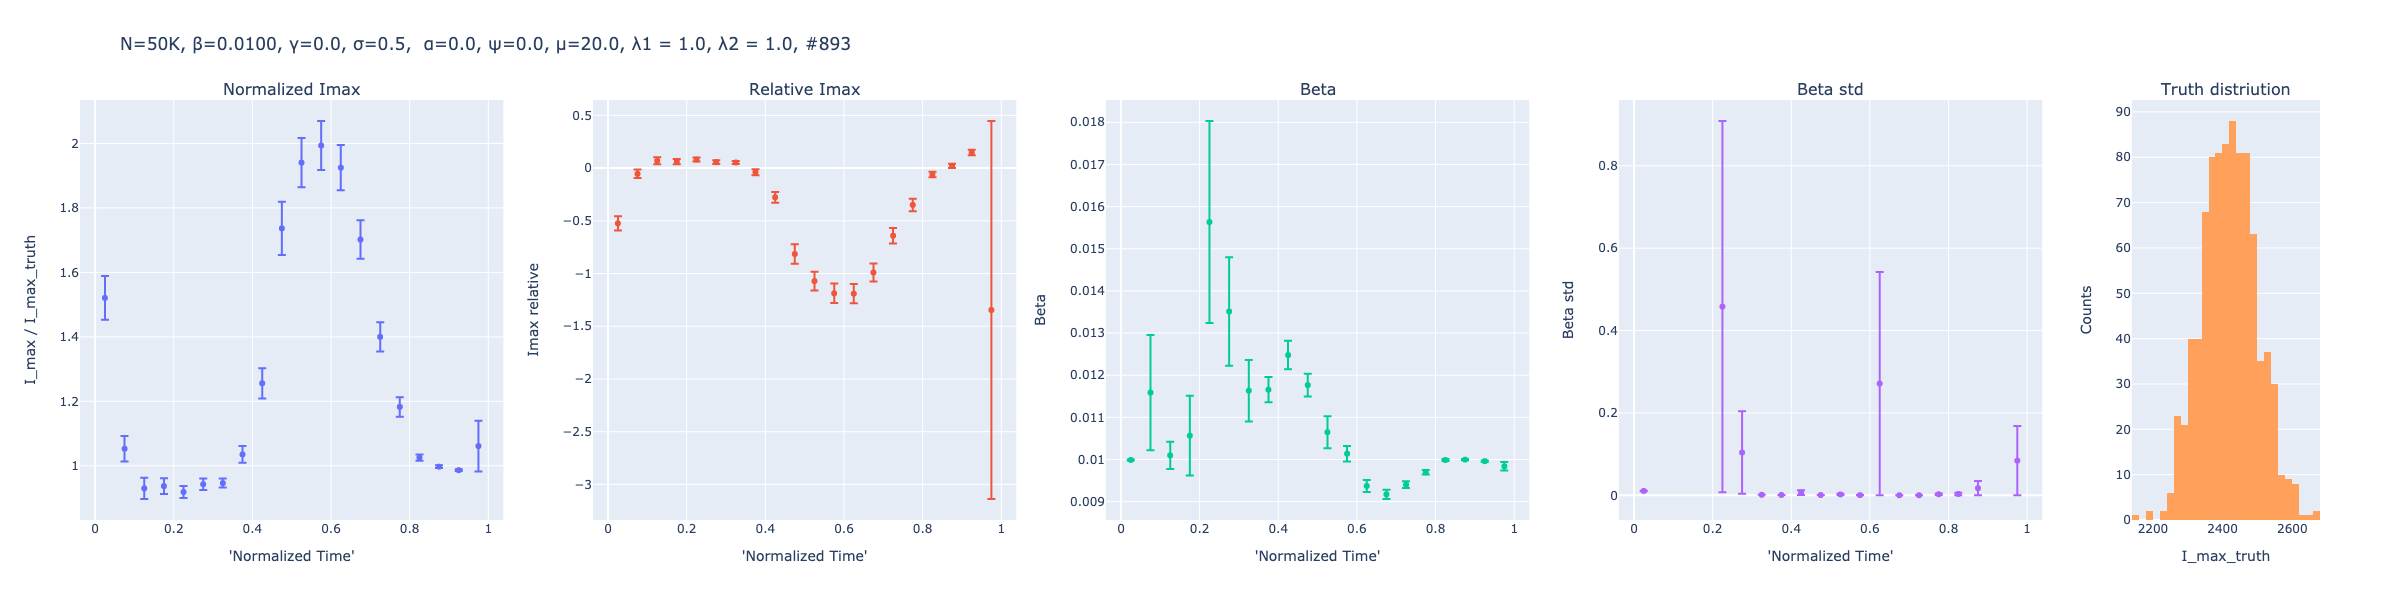 N=50K, β=0.0100, γ=0.0, σ=0.5,  α=0.0, ψ=0.0, μ=20.0, λ1 = 1.0, λ2 = 1.0, #893
Normalized Imax
I_max / I_max_truth
2
1.8
1.6
1.4
1.2
1
0 0.2 0.4 0.6 0.8 1
'Normalized Time'
Relative Imax
Imax relative
0.5
0
−0.5
−1
−1.5
−2
−2.5
−3
0 0.2 0.4 0.6 0.8 1
'Normalized Time'
Beta
Beta
0.018
0.017
0.016
0.015
0.014
0.013
0.012
0.011
0.01
0.009
0 0.2 0.4 0.6 0.8 1
'Normalized Time'
Beta std
Beta std
0.8
0.6
0.4
0.2
0
0 0.2 0.4 0.6 0.8 1
'Normalized Time'
Truth distriution
Counts
90
80
70
60
50
40
30
20
10
0
2200 2400 2600
I_max_truth